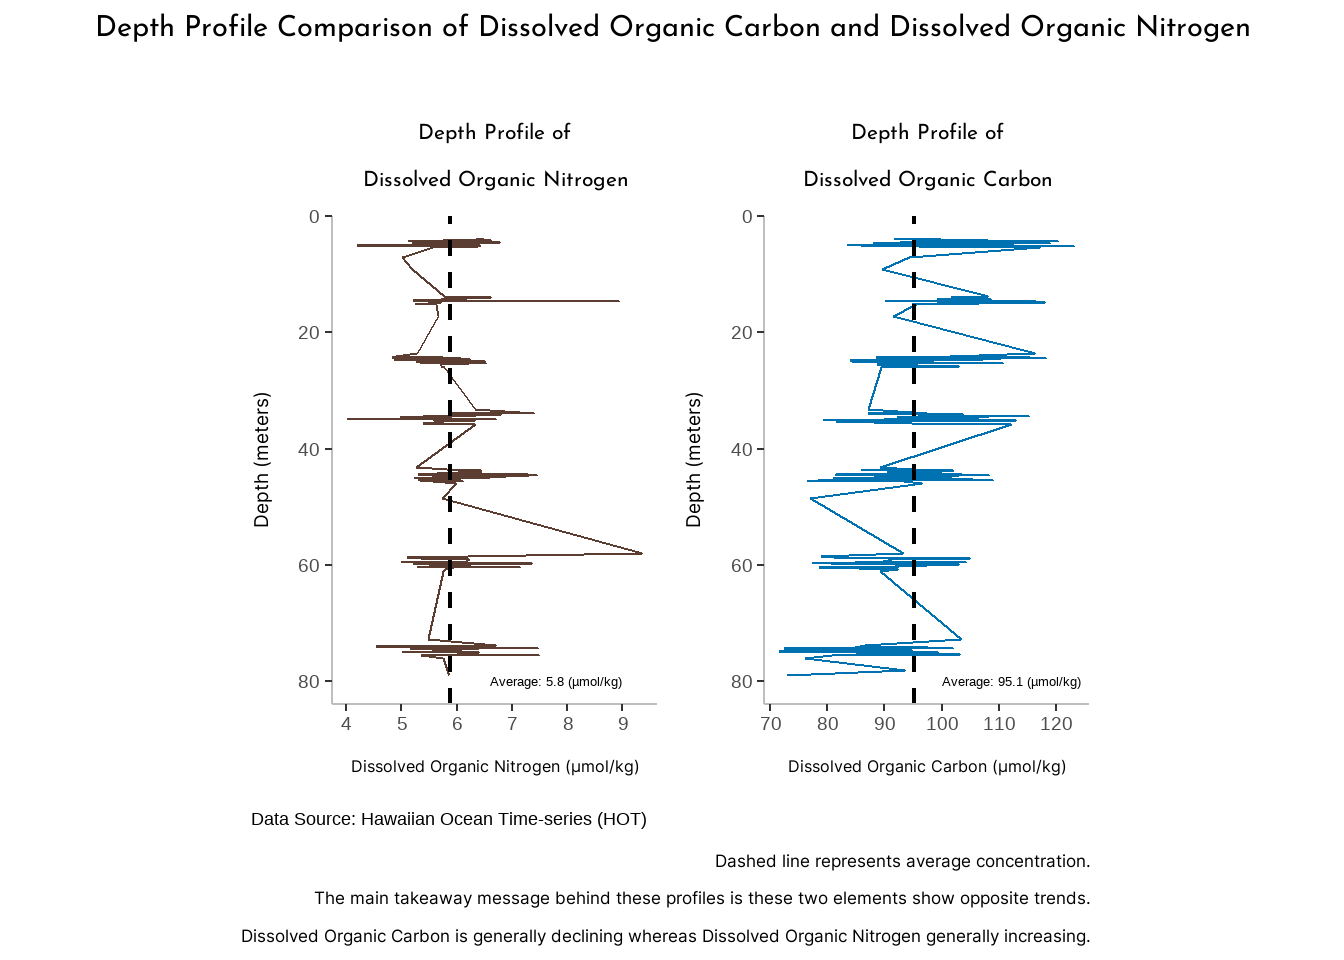 Depth Profile Comparison of Dissolved Organic Carbon and Dissolved Organic Nitrogen
Depth Profile of
Dissolved Organic Nitrogen
0
20
40
60
80
Depth (meters)
Average: 5.8 (μmol/kg)
4 5 6 7 8 9
Dissolved Organic Nitrogen (μmol/kg)
Depth Profile of
Dissolved Organic Carbon
0
20
40
60
80
Depth (meters)
Average: 95.1 (μmol/kg)
70 80 90 100 110 120
Dissolved Organic Carbon (μmol/kg)
Data Source: Hawaiian Ocean Time-series (HOT)
Dashed line represents average concentration.
The main takeaway message behind these profiles is these two elements show opposite trends.
Dissolved Organic Carbon is generally declining whereas Dissolved Organic Nitrogen generally increasing.